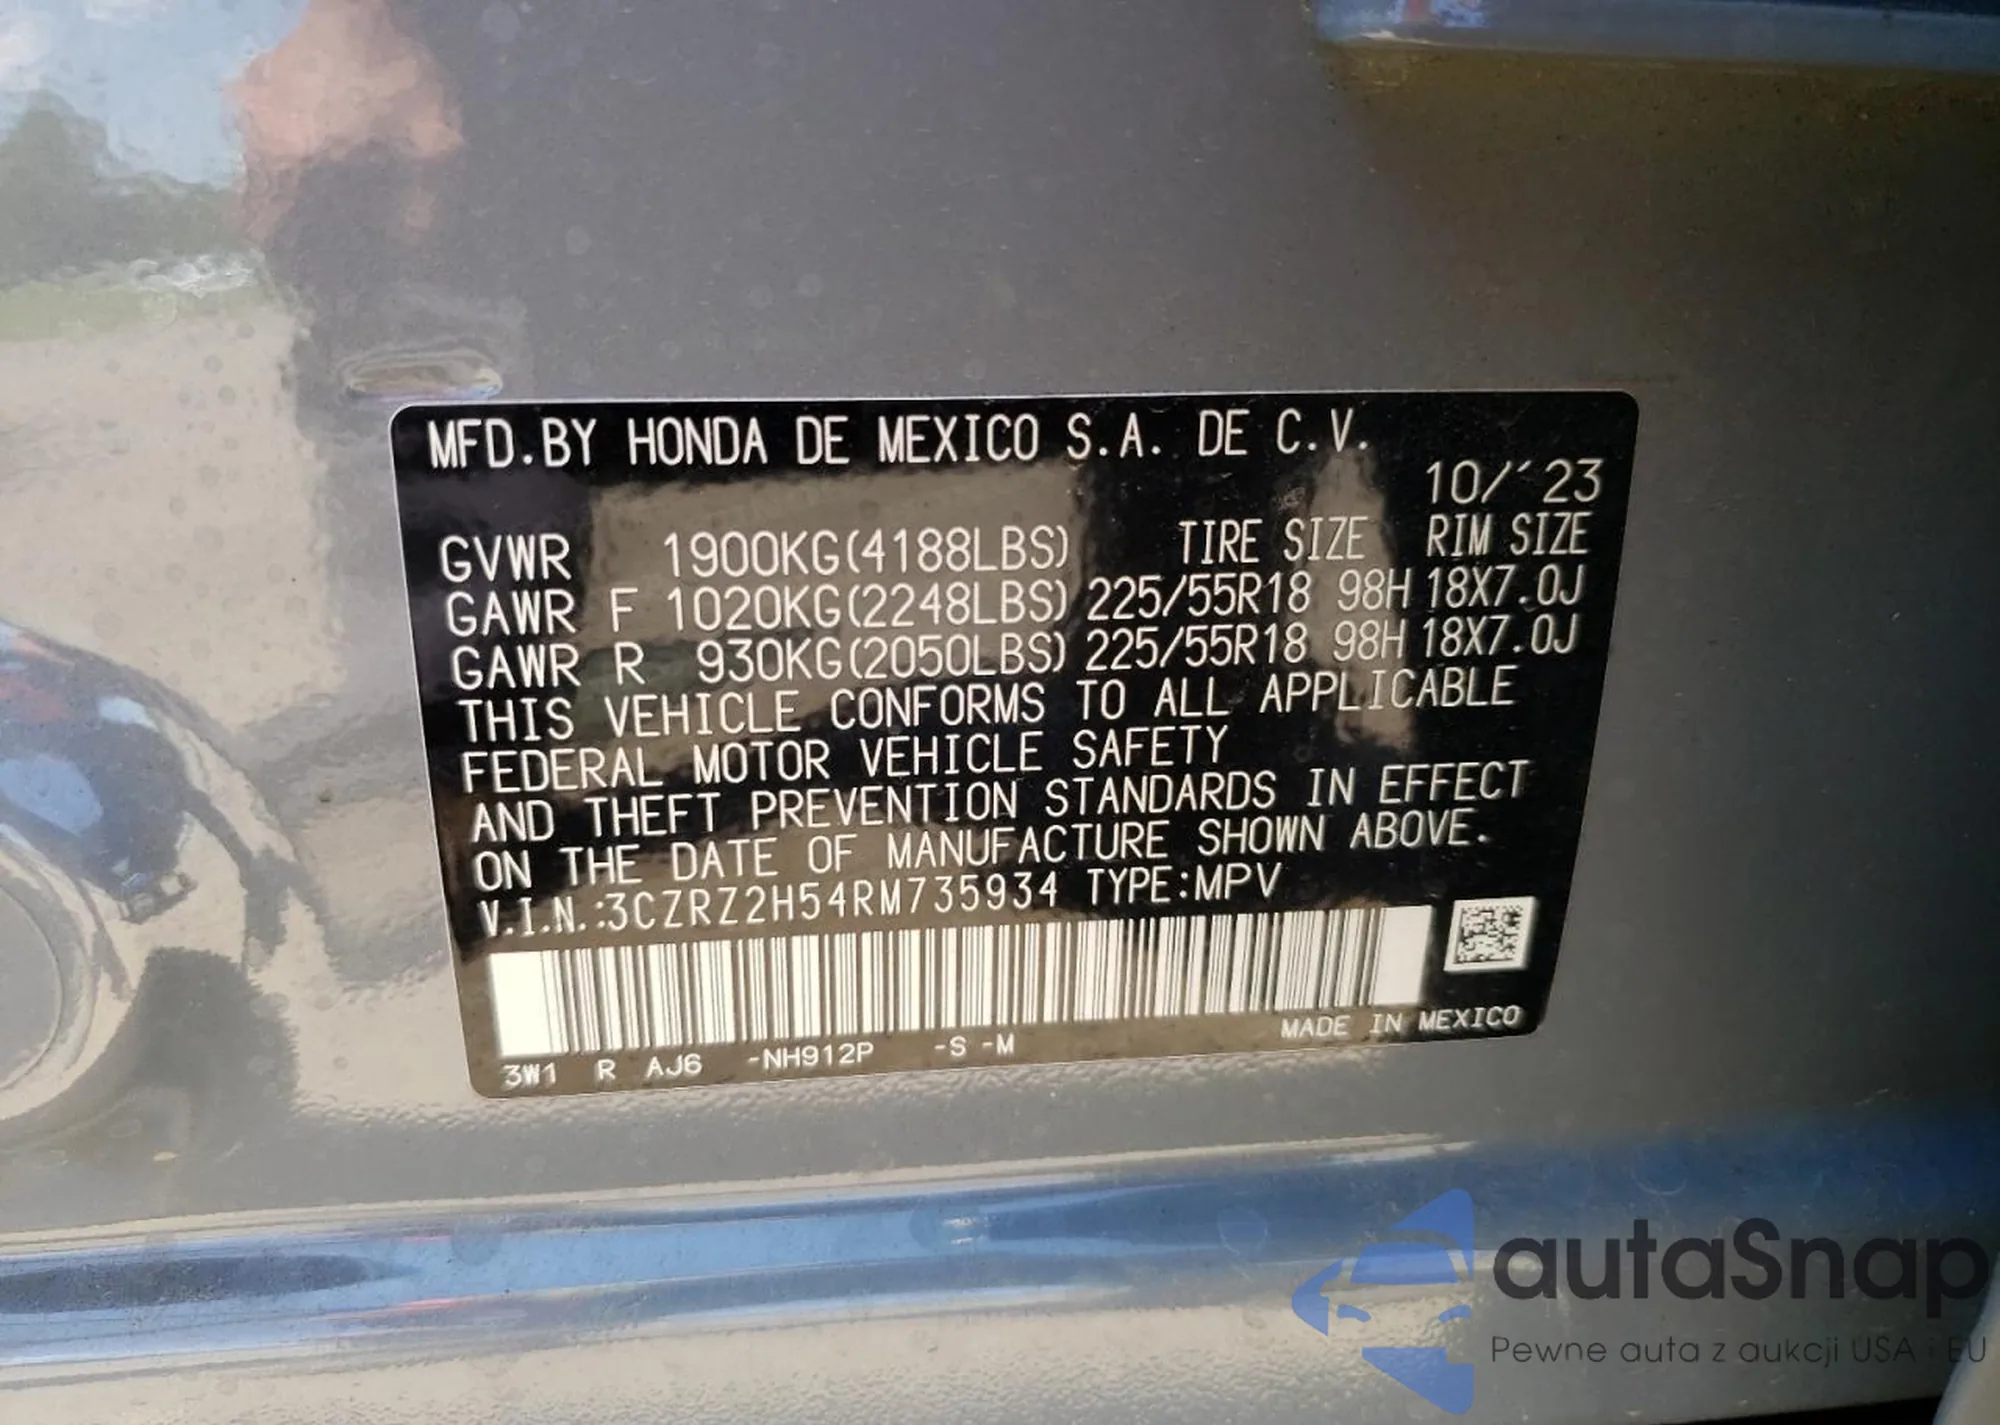 MFD.BY HONDA DE MEXICO S.A. DE C.V.
10/'23
GVWR 1900KG(4188LBS) TIRE SIZE RIM SIZE
GAWR F 1020KG(2248LBS) 225/55R18 98H 18X7.0J
GAWR R 930KG(2050LBS) 225/55R18 98H 18X7.0J
THIS VEHICLE CONFORMS TO ALL APPLICABLE
FEDERAL MOTOR VEHICLE SAFETY
AND THEFT PREVENTION STANDARDS IN EFFECT
ON THE DATE OF MANUFACTURE SHOWN ABOVE.
V.I.N.:3CZRZ2H54RM735934 TYPE:MPV
MADE IN MEXICO
3W1 R AJ6 -NH912P -S -M
autaSnap
Pewne auta z aukcji USA i EU